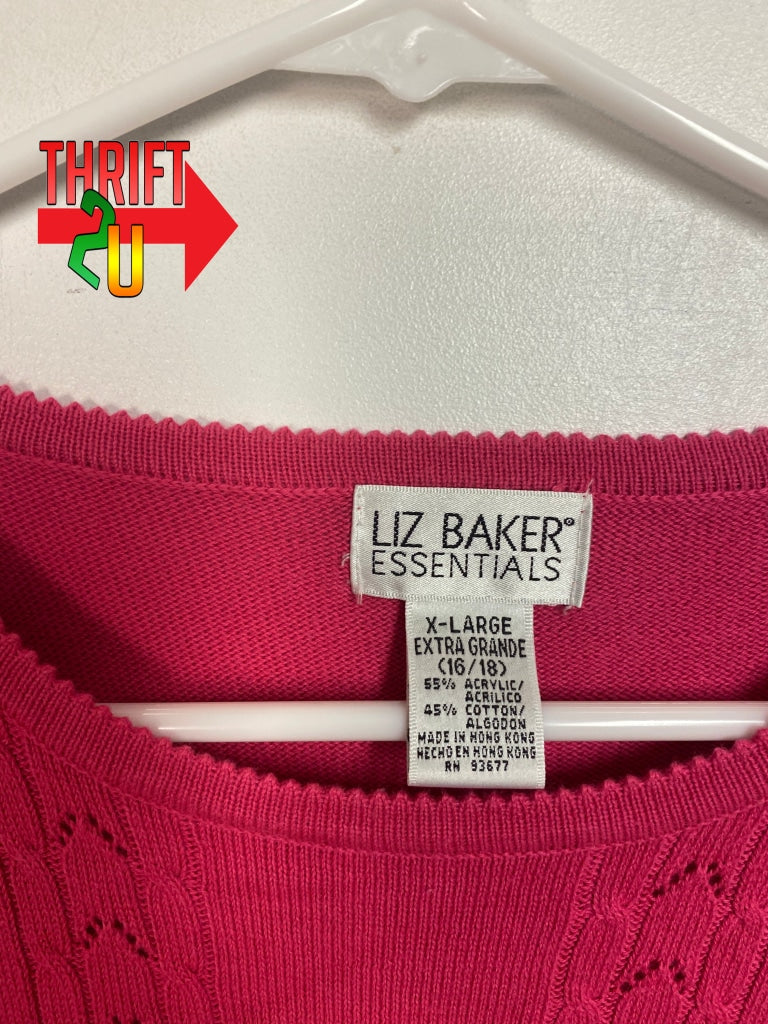 THRIFT
2U
LIZ BAKER®
ESSENTIALS
X-LARGE
EXTRA GRANDE
(16/18)
55% ACRYLIC/
ACRILICO
45% COTTON/
ALGODON
MADE IN HONG KONG
HECHO EN HONG KONG
RN 93677